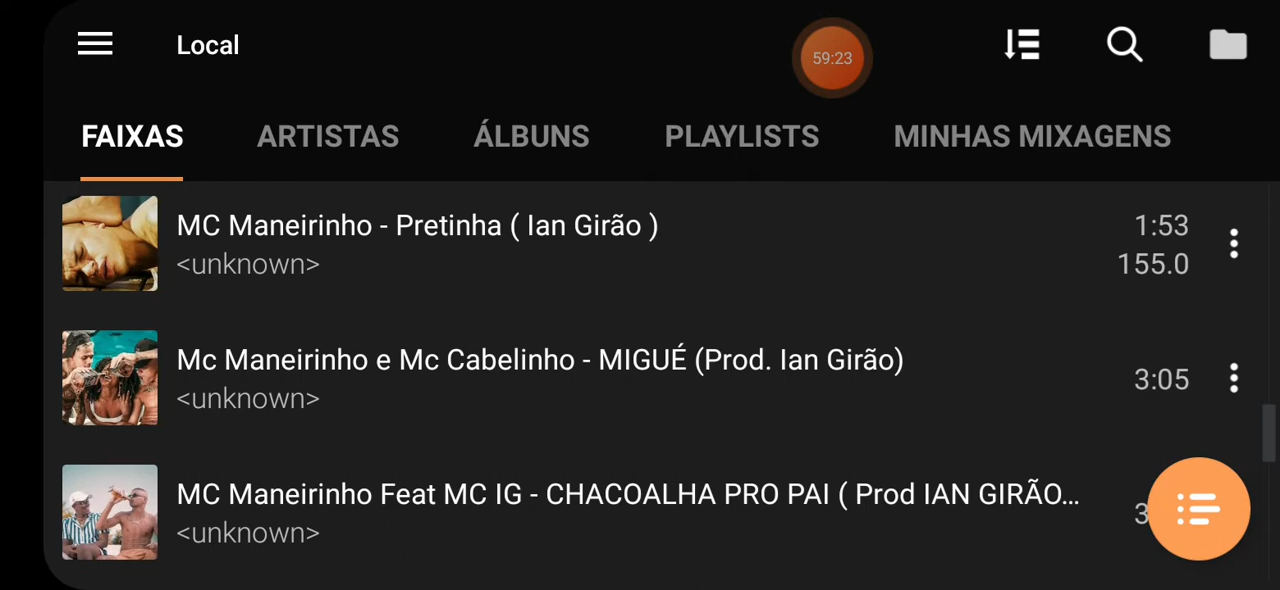 Local
59:23
FAIXAS ARTISTAS ÁLBUNS PLAYLISTS MINHAS MIXAGENS
MC Maneirinho - Pretinha ( Ian Girão ) 1:53
<unknown> 155.0
Mc Maneirinho e Mc Cabelinho - MIGUÉ (Prod. Ian Girão) 3:05
<unknown>
MC Maneirinho Feat MC IG - CHACOALHA PRO PAI ( Prod IAN GIRÃO...
<unknown>